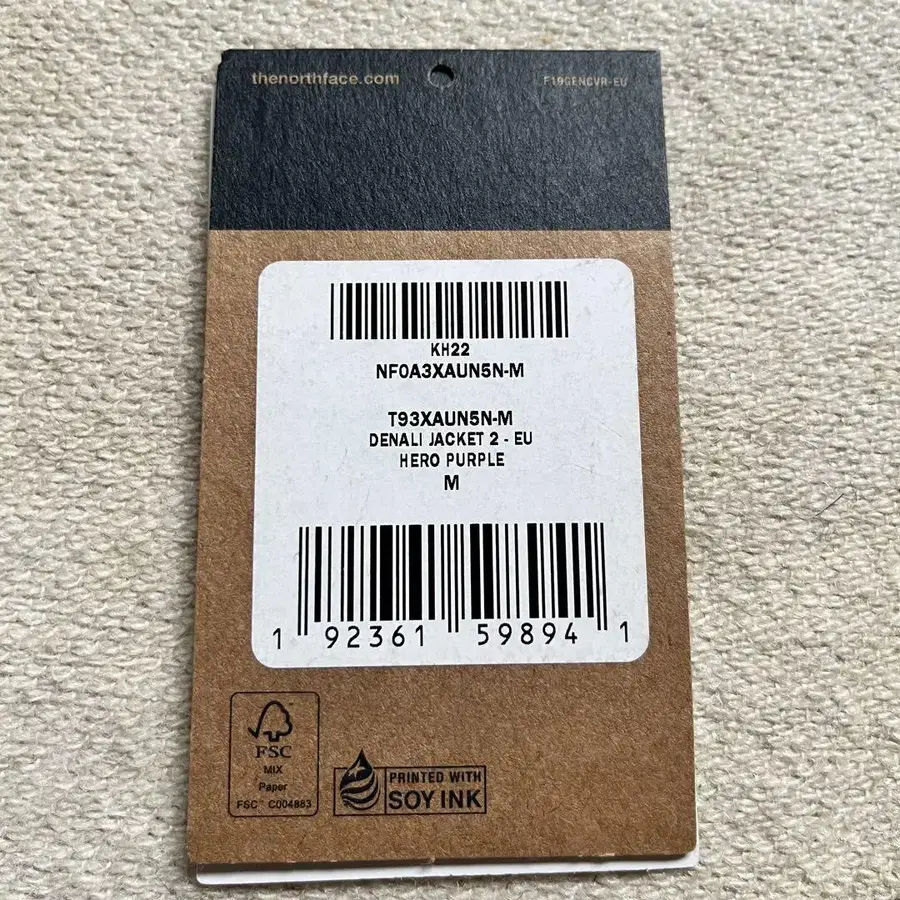 thenorthface.com
F19GENCVR-EU
KH22
NF0A3XAUN5N-M
T93XAUN5N-M
DENALI JACKET 2 - EU
HERO PURPLE
M
1 92361 59894 1
FSC
MIX
Paper
FSC™ C004883
PRINTED WITH
SOY INK